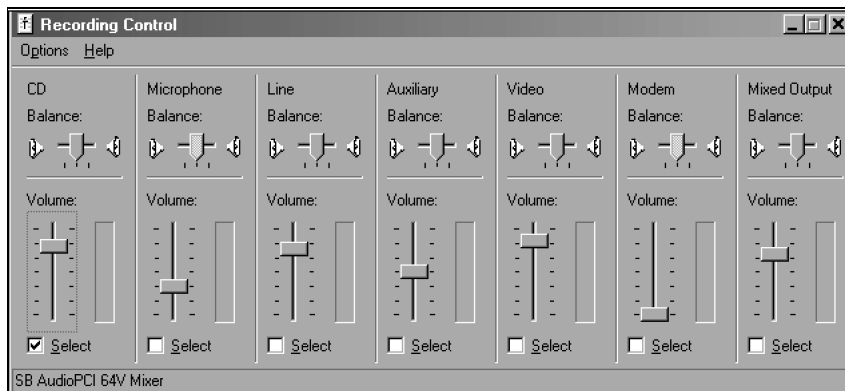 Recording Control
Options Help
CD Microphone Line Auxiliary Video Modem Mixed Output
Balance: Balance: Balance: Balance: Balance: Balance: Balance:
Volume: Volume: Volume: Volume: Volume: Volume: Volume:
Select Select Select Select Select Select Select
SB AudioPCI 64V Mixer